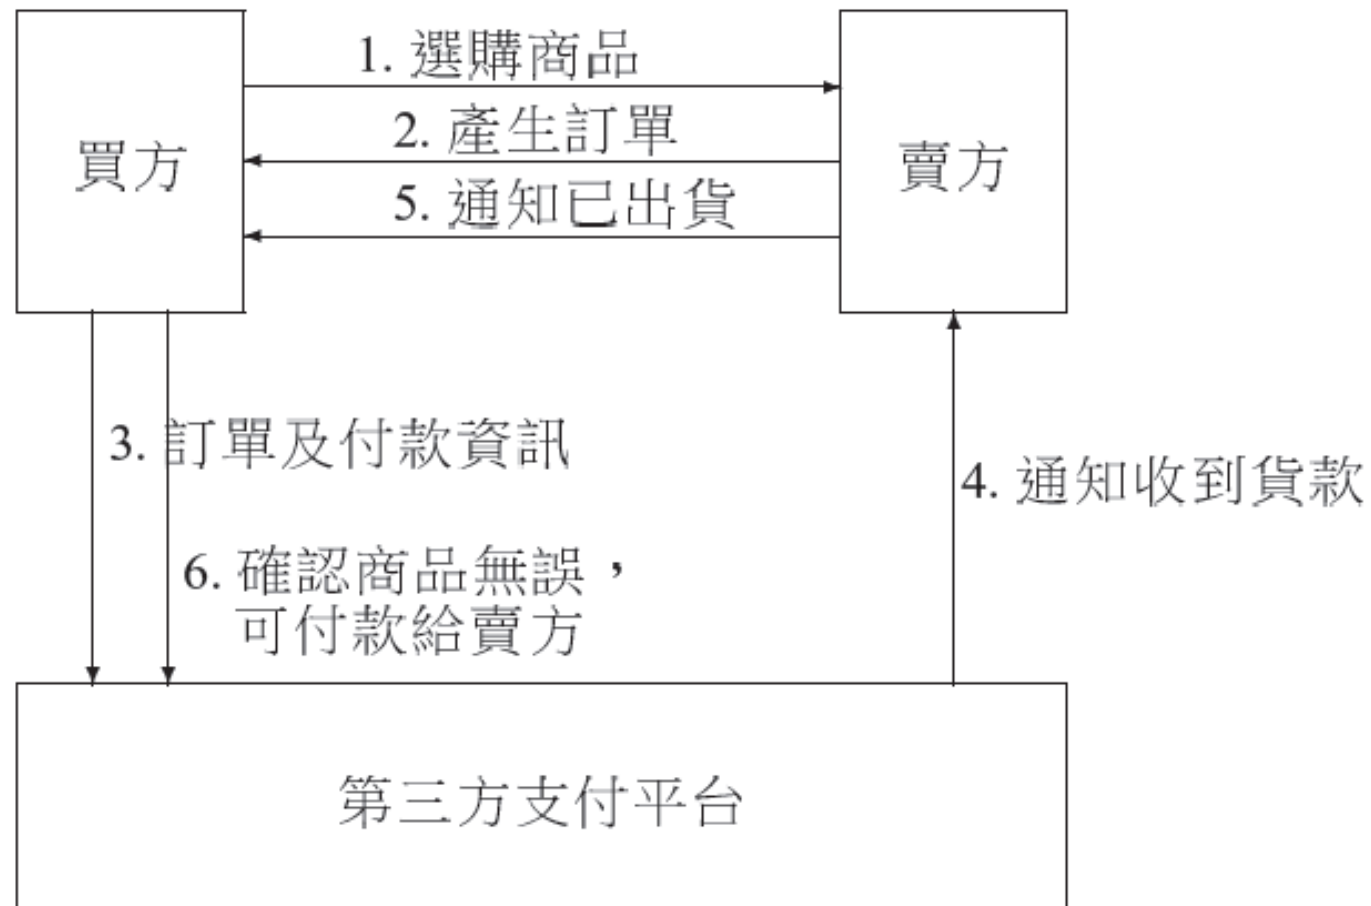 1. 選購商品
2. 產生訂單
買方
賣方
5. 通知已出貨
3. 訂單及付款資訊
4. 通知收到貨款
6. 確認商品無誤，
可付款給賣方
第三方支付平台